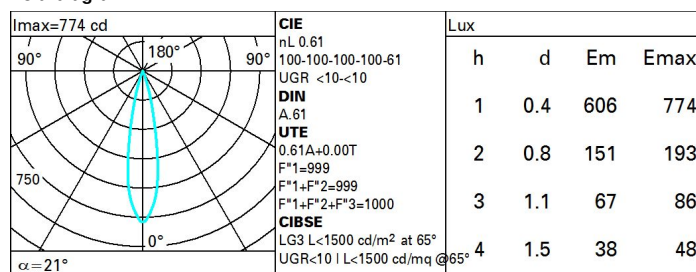 Imax=774 cd
90°
180°
90°
750
0°
α=21°
CIE
nL 0.61
100-100-100-100-61
UGR <10-<10
DIN
A.61
UTE
0.61A+0.00T
F"1=999
F"1+F"2=999
F"1+F"2+F"3=1000
CIBSE
LG3 L<1500 cd/m² at 65°
UGR<10 | L<1500 cd/mq @65°
Lux
h d Em Emax
1 0.4 606 774
2 0.8 151 193
3 1.1 67 86
4 1.5 38 48